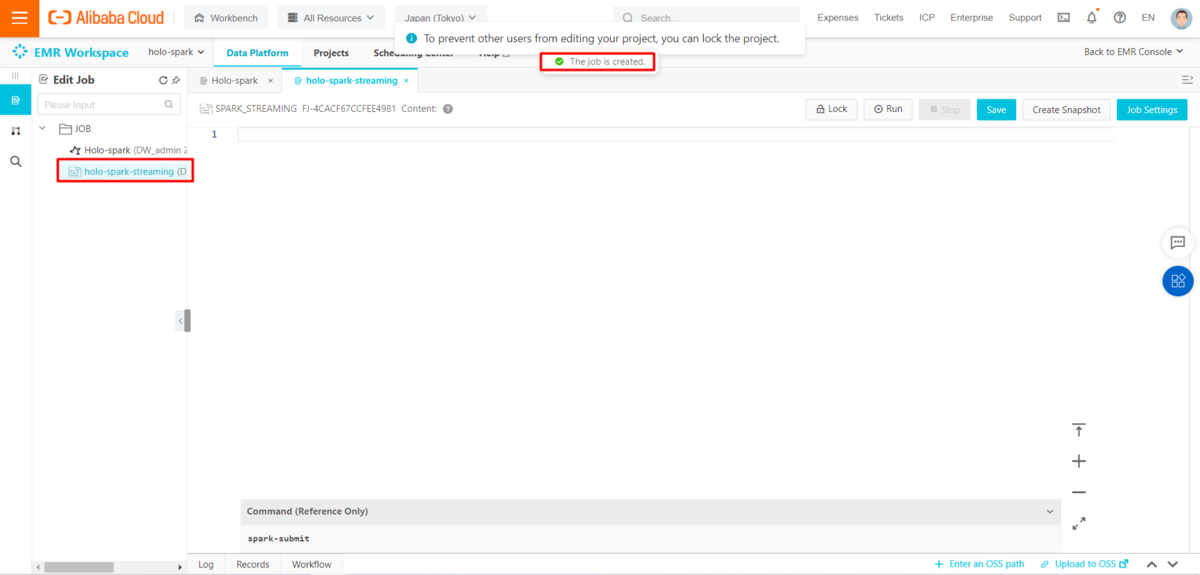 Alibaba Cloud
Workbench
All Resources
Japan (Tokyo)
Search...
Expenses
Tickets
ICP
Enterprise
Support
EN
To prevent other users from editing your project, you can lock the project.
EMR Workspace
holo-spark
Data Platform
Projects
Scheduling Center
Help
Back to EMR Console
The job is created.
Edit Job
Holo-spark ×
holo-spark-streaming ×
Please Input
SPARK_STREAMING FJ-4CACF67CCFEE4981 Content:
Lock
Run
Stop
Save
Create Snapshot
Job Settings
JOB
1
Holo-spark (DW_admin 2
holo-spark-streaming (D
Command (Reference Only)
spark-submit
Log
Records
Workflow
Enter an OSS path
Upload to OSS